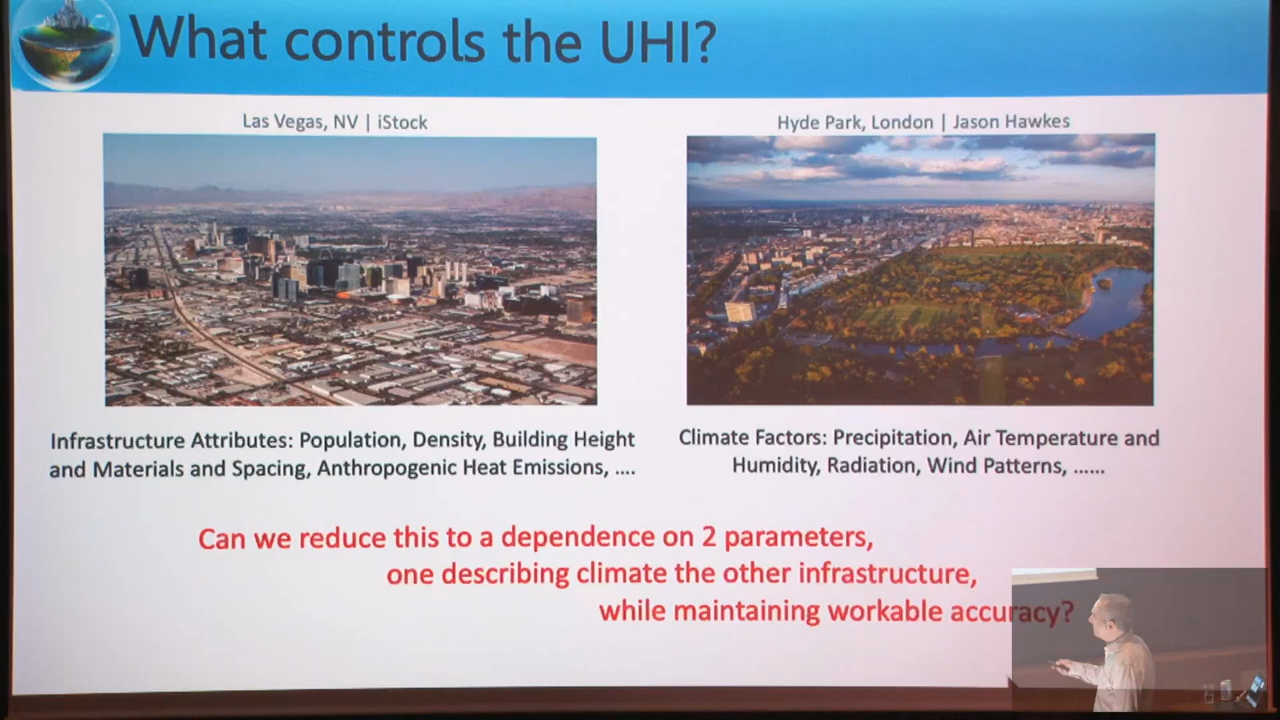 What controls the UHI?
Las Vegas, NV | iStock
Hyde Park, London | Jason Hawkes
Infrastructure Attributes: Population, Density, Building Height
and Materials and Spacing, Anthropogenic Heat Emissions, ....
Climate Factors: Precipitation, Air Temperature and
Humidity, Radiation, Wind Patterns, ......
Can we reduce this to a dependence on 2 parameters,
one describing climate the other infrastructure,
while maintaining workable accuracy?